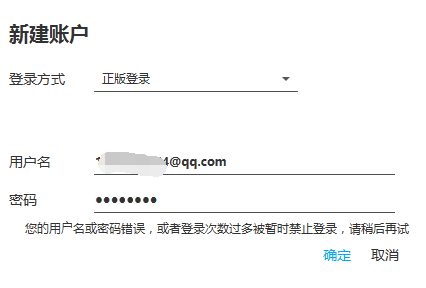 新建账户
登录方式 正版登录
用户名 4@qq.com
密码 ●●●●●●●●
您的用户名或密码错误，或者登录次数过多被暂时禁止登录，请稍后再试
确定 取消